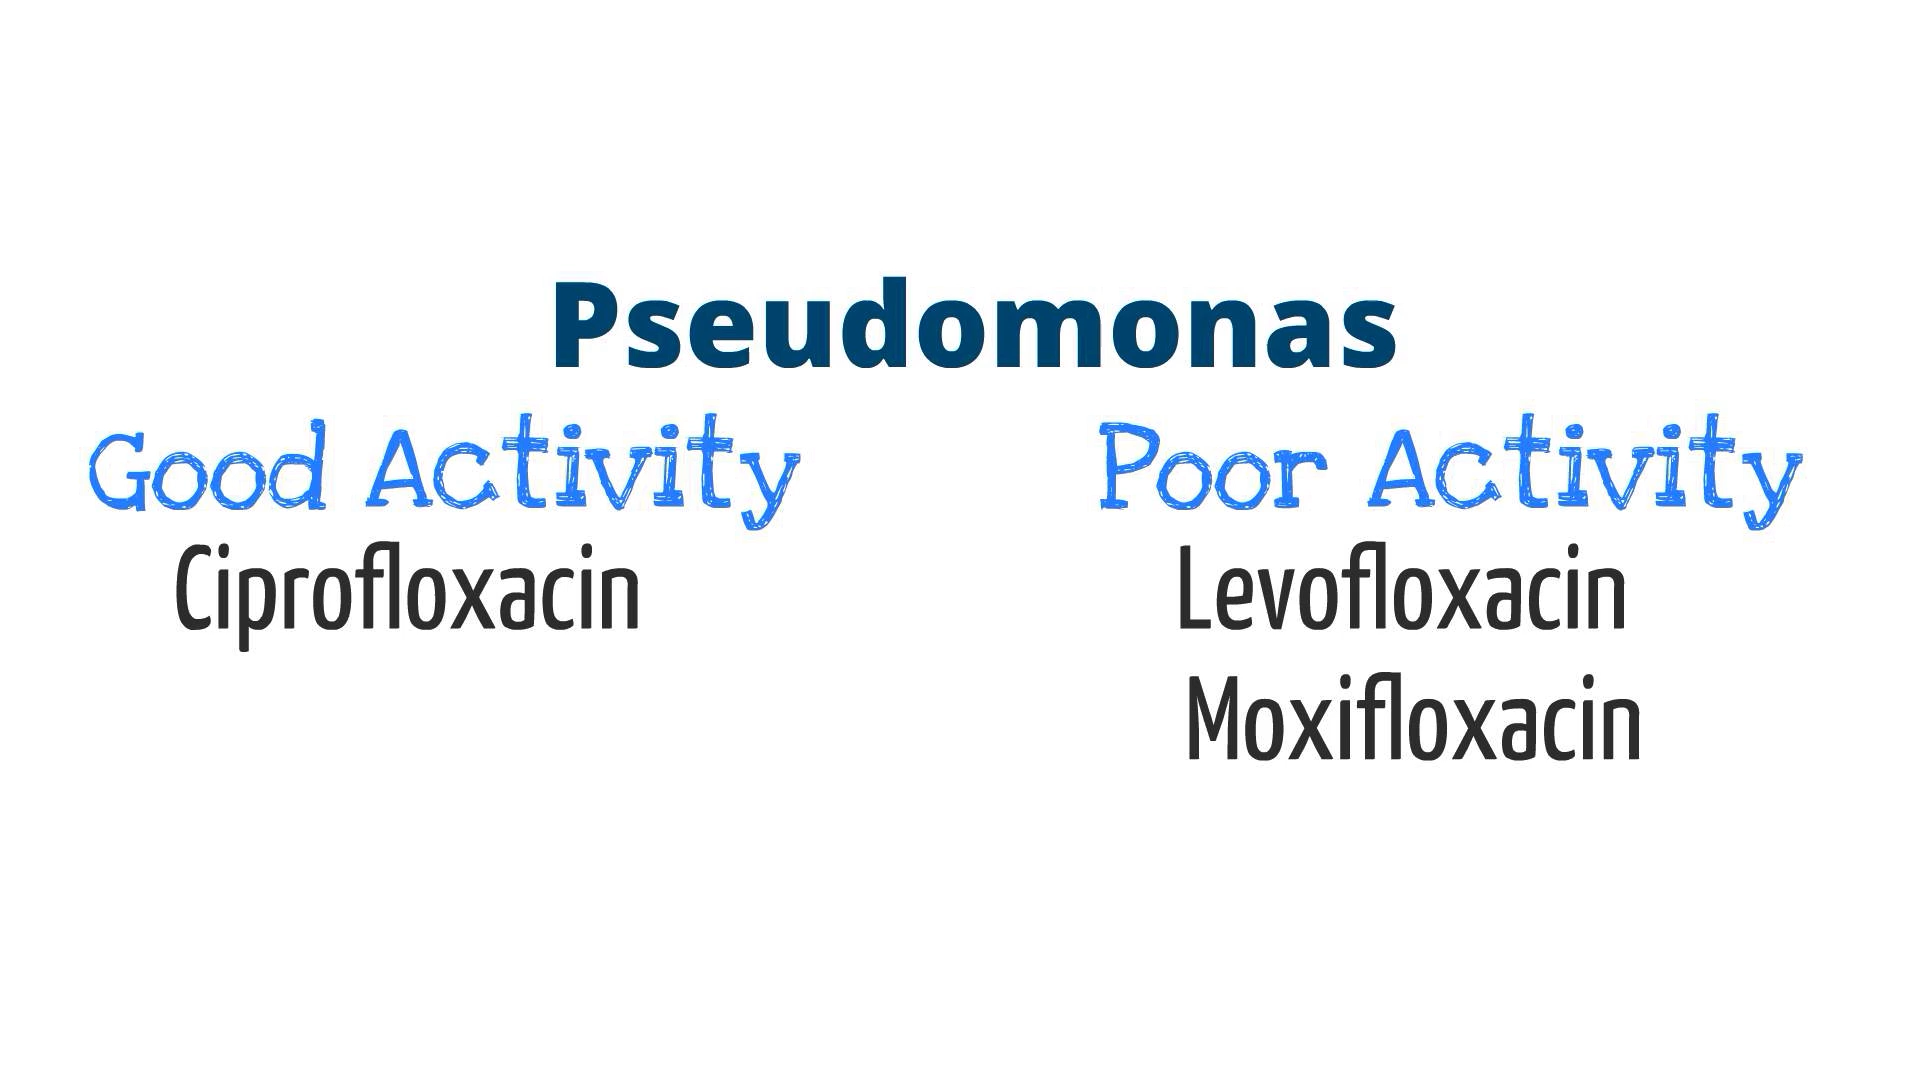 Pseudomonas
Good Activity
Ciprofloxacin
Poor Activity
Levofloxacin
Moxifloxacin